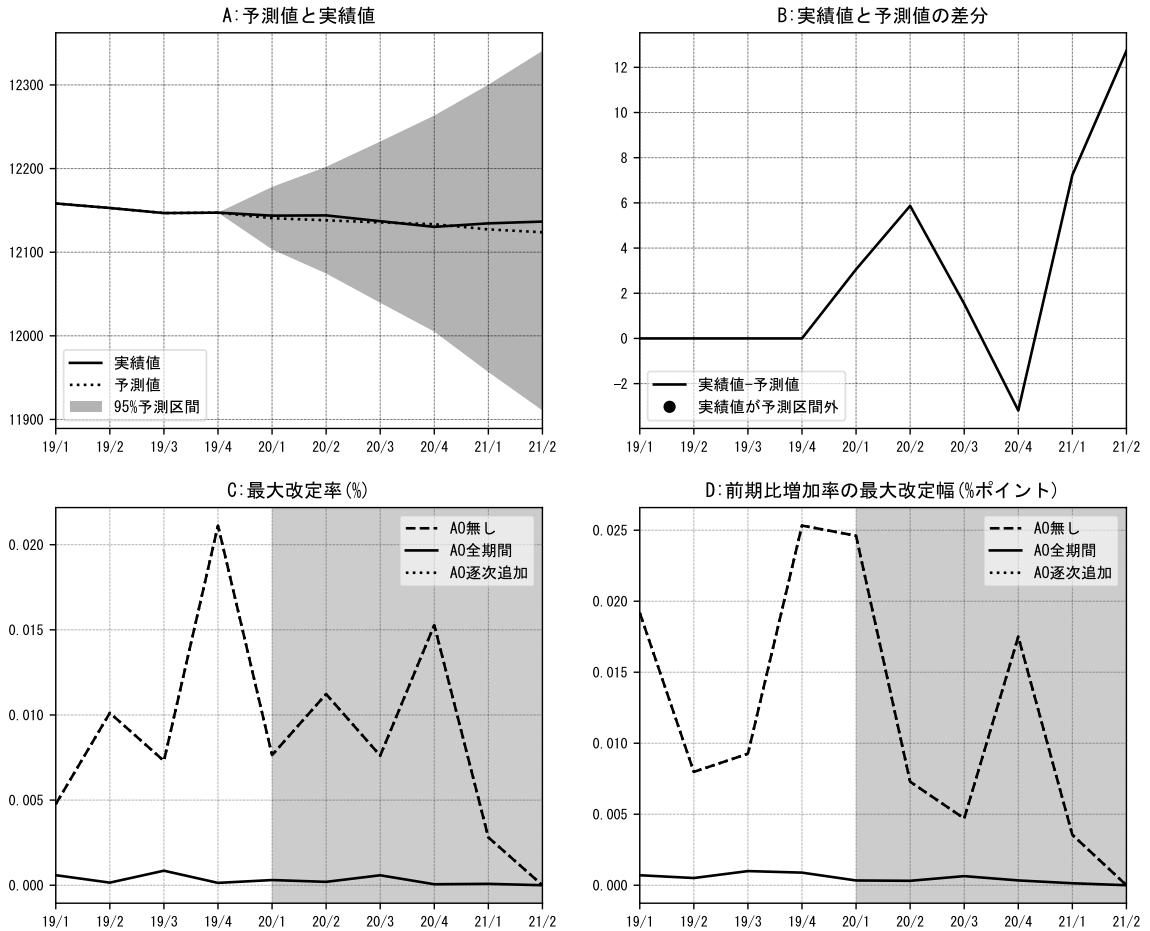 A:予測値と実績値
12300
12200
12100
12000
11900
実績値
予測値
95%予測区間
19/1 19/2 19/3 19/4 20/1 20/2 20/3 20/4 21/1 21/2
B:実績値と予測値の差分
12
10
8
6
4
2
0
-2
実績値-予測値
実績値が予測区間外
19/1 19/2 19/3 19/4 20/1 20/2 20/3 20/4 21/1 21/2
C:最大改定率(%)
0.020
0.015
0.010
0.005
0.000
AO無し
AO全期間
AO逐次追加
19/1 19/2 19/3 19/4 20/1 20/2 20/3 20/4 21/1 21/2
D:前期比増加率の最大改定幅(%ポイント)
0.025
0.020
0.015
0.010
0.005
0.000
AO無し
AO全期間
AO逐次追加
19/1 19/2 19/3 19/4 20/1 20/2 20/3 20/4 21/1 21/2